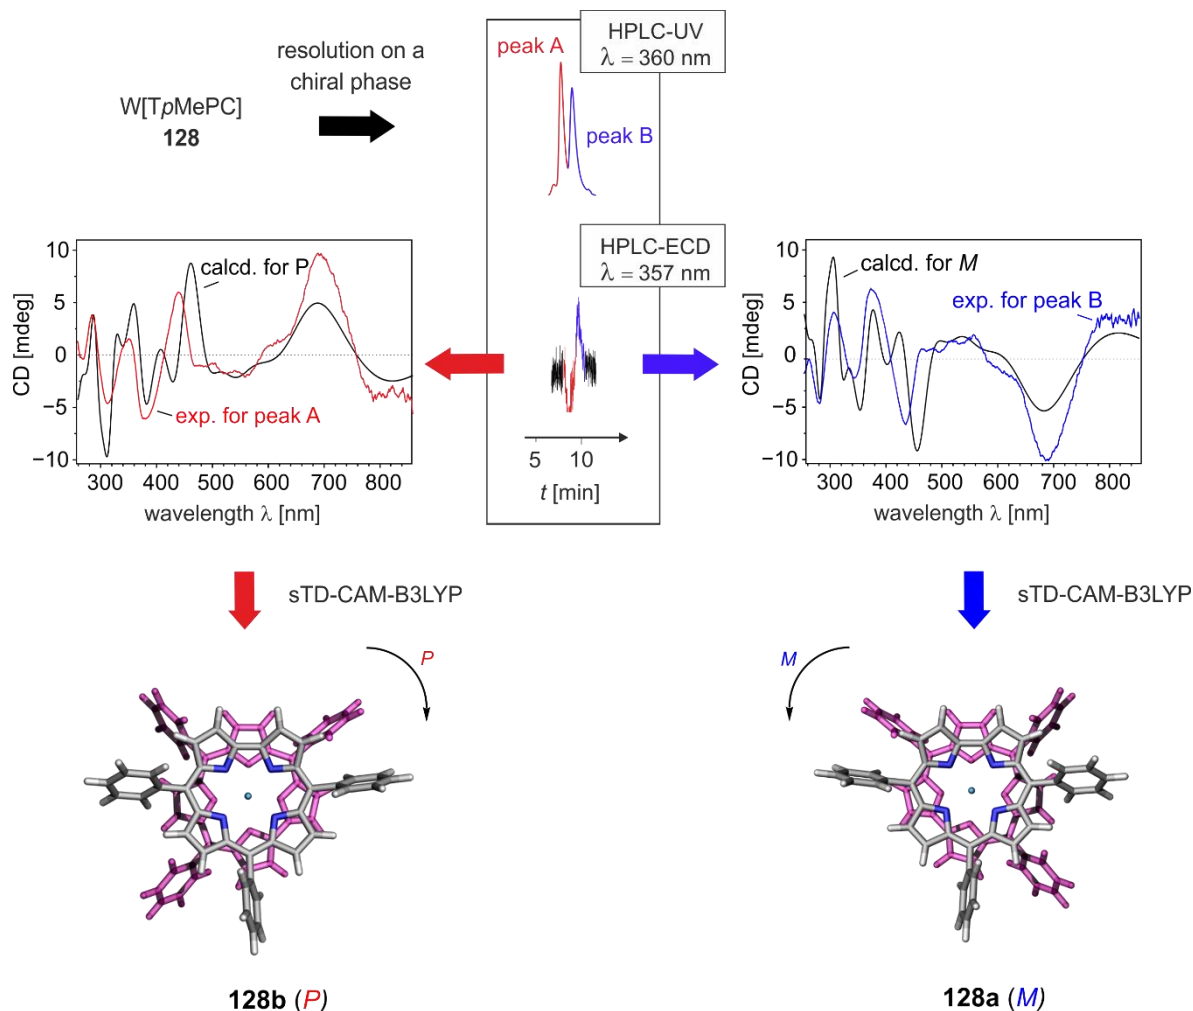 resolution on a
chiral phase
W[TpMePC]
128
peak A
HPLC-UV
λ = 360 nm
peak B
HPLC-ECD
λ = 357 nm
5
10
t [min]
CD [mdeg]
10
5
0
−5
−10
calcd. for P
exp. for peak A
300 400 500 600 700 800
wavelength λ [nm]
CD [mdeg]
10
5
0
−5
−10
calcd. for M
exp. for peak B
300 400 500 600 700 800
wavelength λ [nm]
sTD-CAM-B3LYP
sTD-CAM-B3LYP
P
M
128b (P)
128a (M)